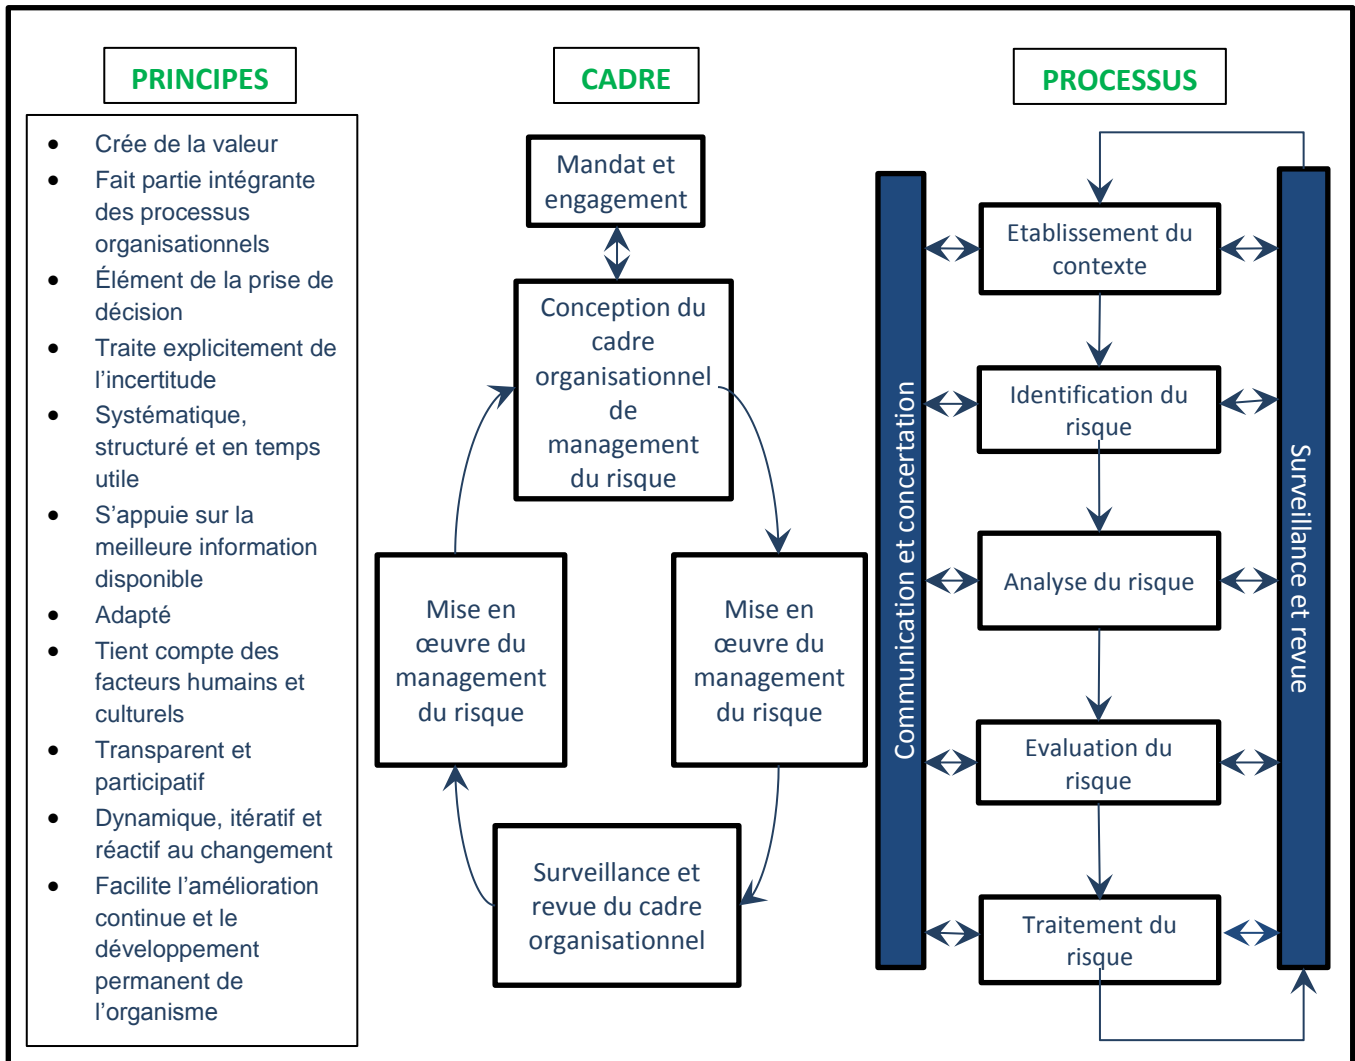 PRINCIPES
• Crée de la valeur
• Fait partie intégrante
des processus
organisationnels
• Élément de la prise de
décision
• Traite explicitement de
l’incertitude
• Systématique,
structuré et en temps
utile
• S’appuie sur la
meilleure information
disponible
• Adapté
• Tient compte des
facteurs humains et
culturels
• Transparent et
participatif
• Dynamique, itératif et
réactif au changement
• Facilite l’amélioration
continue et le
développement
permanent de
l’organisme
CADRE
Mandat et
engagement
Conception du
cadre
organisationnel
de
management
du risque
Mise en
œuvre du
management
du risque
Mise en
œuvre du
management
du risque
Surveillance et
revue du cadre
organisationnel
PROCESSUS
Communication et concertation
Etablissement du
contexte
Identification du
risque
Analyse du risque
Evaluation du
risque
Traitement du
risque
Surveillance et revue